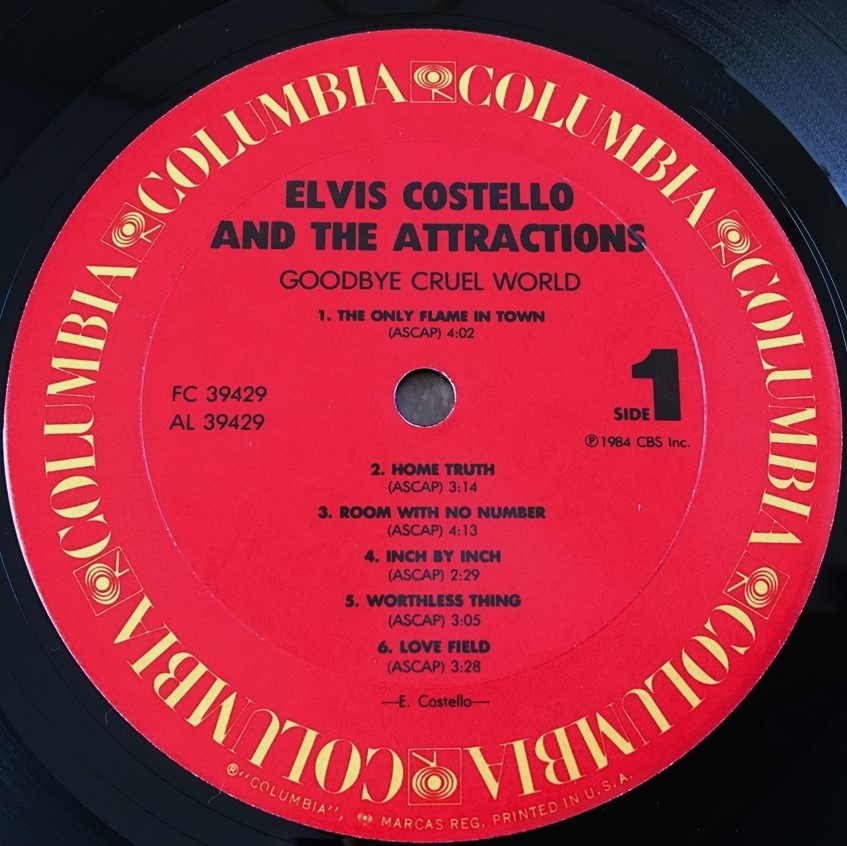 COLUMBIA COLUMBIA COLUMBIA COLUMBIA COLUMBIA COLUMBIA
ELVIS COSTELLO
AND THE ATTRACTIONS
GOODBYE CRUEL WORLD
1. THE ONLY FLAME IN TOWN
(ASCAP) 4:02
FC 39429
AL 39429
SIDE 1
℗1984 CBS Inc.
2. HOME TRUTH
(ASCAP) 3:14
3. ROOM WITH NO NUMBER
(ASCAP) 4:13
4. INCH BY INCH
(ASCAP) 2:29
5. WORTHLESS THING
(ASCAP) 3:05
6. LOVE FIELD
(ASCAP) 3:28
—E. Costello—
®"COLUMBIA", MARCAS REG. PRINTED IN U.S.A.